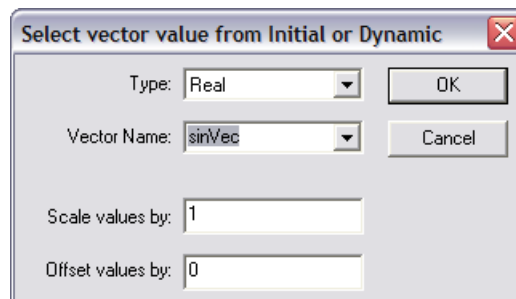 Select vector value from Initial or Dynamic
Type: Real OK
Vector Name: sinVec Cancel
Scale values by: 1
Offset values by: 0